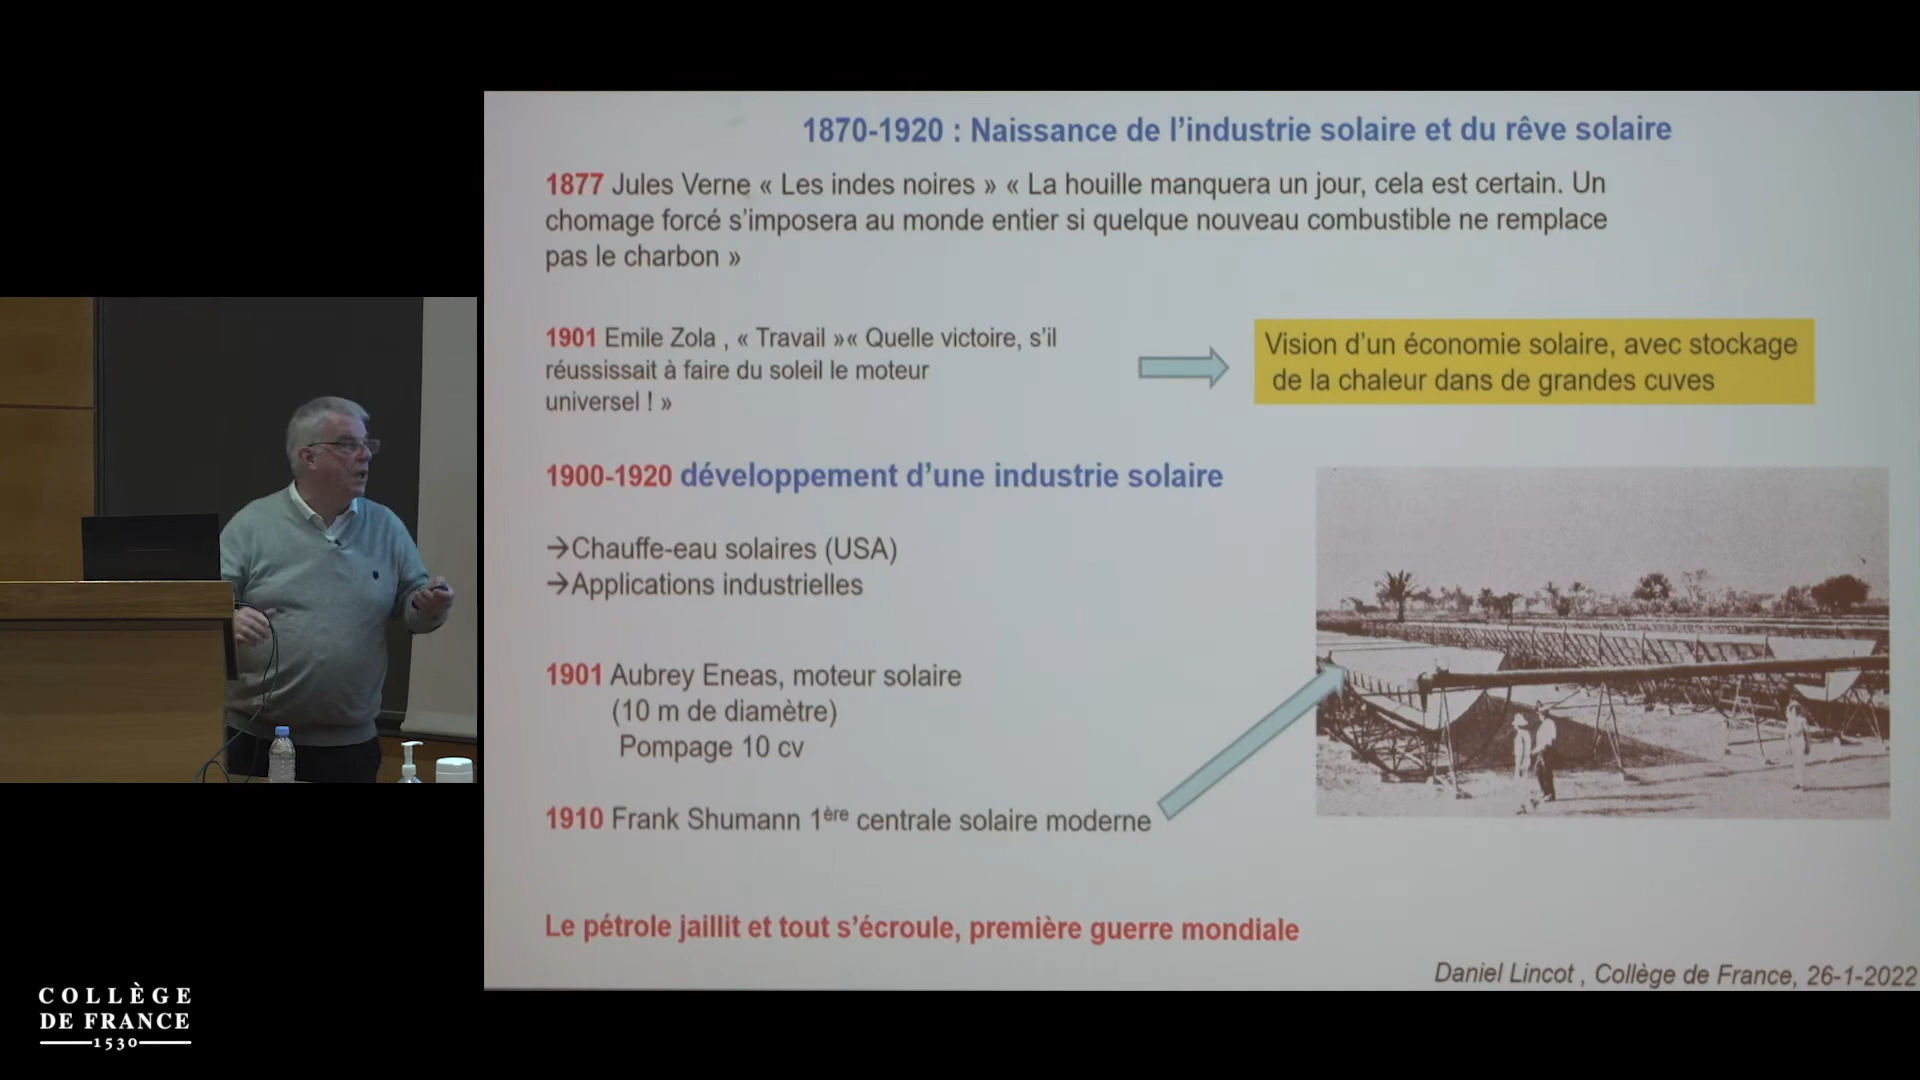 1870-1920 : Naissance de l’industrie solaire et du rêve solaire
1877 Jules Verne « Les indes noires » « La houille manquera un jour, cela est certain. Un
chomage forcé s’imposera au monde entier si quelque nouveau combustible ne remplace
pas le charbon »
1901 Emile Zola , « Travail »« Quelle victoire, s’il
réussissait à faire du soleil le moteur
universel ! »
Vision d’un économie solaire, avec stockage
de la chaleur dans de grandes cuves
1900-1920 développement d’une industrie solaire
→Chauffe-eau solaires (USA)
→Applications industrielles
1901 Aubrey Eneas, moteur solaire
(10 m de diamètre)
Pompage 10 cv
1910 Frank Shumann 1ère centrale solaire moderne
Le pétrole jaillit et tout s’écroule, première guerre mondiale
Daniel Lincot , Collège de France, 26-1-2022
COLLÈGE
DE FRANCE
1530